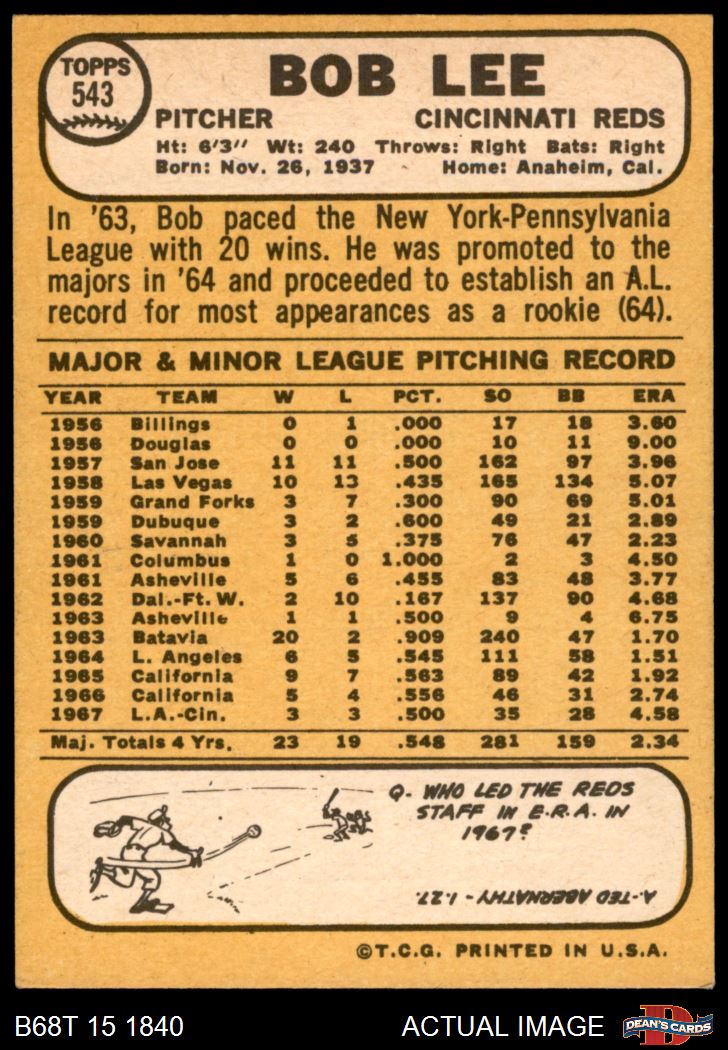 TOPPS
543
BOB LEE
PITCHER CINCINNATI REDS
Ht: 6'3" Wt: 240 Throws: Right Bats: Right
Born: Nov. 26, 1937 Home: Anaheim, Cal.
In '63, Bob paced the New York-Pennsylvania
League with 20 wins. He was promoted to the
majors in '64 and proceeded to establish an A.L.
record for most appearances as a rookie (64).
MAJOR & MINOR LEAGUE PITCHING RECORD
YEAR TEAM W L PCT. SO BB ERA
1956 Billings 0 1 .000 17 18 3.60
1956 Douglas 0 0 .000 10 11 9.00
1957 San Jose 11 11 .500 162 97 3.96
1958 Las Vegas 10 13 .435 165 134 5.07
1959 Grand Forks 3 7 .300 90 69 5.01
1959 Dubuque 3 2 .600 49 21 2.89
1960 Savannah 3 5 .375 76 47 2.23
1961 Columbus 1 0 1.000 2 3 4.50
1961 Asheville 5 6 .455 83 48 3.77
1962 Dal.-Ft. W. 2 10 .167 137 90 4.68
1963 Asheville 1 1 .500 9 4 6.75
1963 Batavia 20 2 .909 240 47 1.70
1964 L. Angeles 6 5 .545 111 58 1.51
1965 California 9 7 .563 89 42 1.92
1966 California 5 4 .556 46 31 2.74
1967 L.A.-Cin. 3 3 .500 35 28 4.58
Maj. Totals 4 Yrs. 23 19 .548 281 159 2.34
Q. WHO LED THE REDS
STAFF IN E.R.A. IN
1967?
A-TED ABERNATHY - 1.27.
©T.C.G. PRINTED IN U.S.A.
B68T 15 1840 ACTUAL IMAGE
D
DEAN'S CARDS